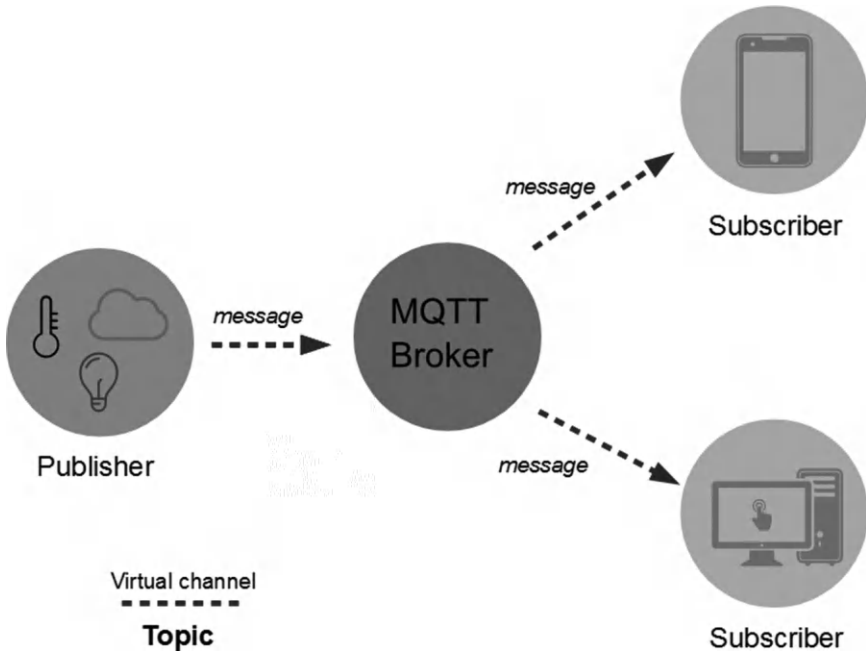 message
Subscriber
message
MQTT
Broker
Publisher
message
Virtual channel
Topic
Subscriber